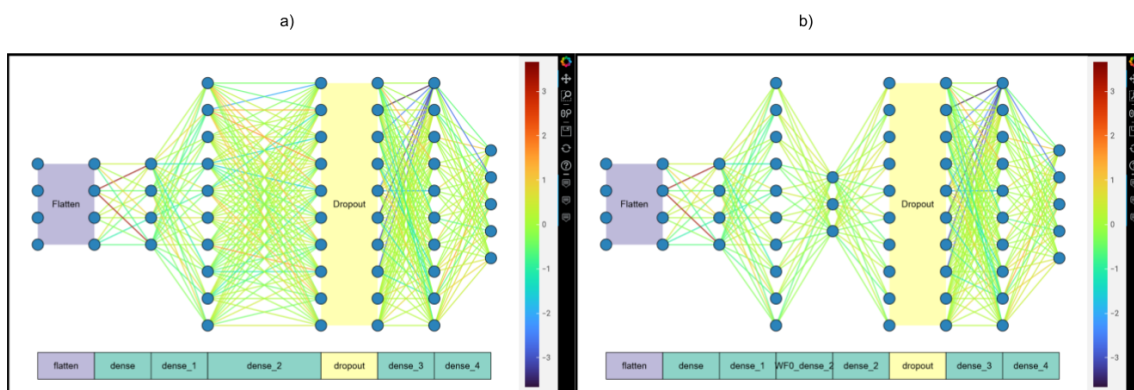 a)
b)
3
2
1
0
−1
−2
−3
Flatten
Dropout
flatten
dense
dense_1
dense_2
dropout
dense_3
dense_4
3
2
1
0
−1
−2
−3
Flatten
Dropout
flatten
dense
dense_1
WF0_dense_2
dense_2
dropout
dense_3
dense_4